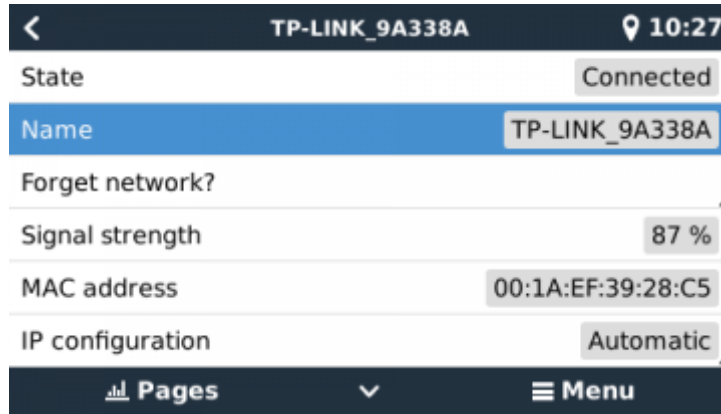 TP-LINK_9A338A 10:27
State Connected
Name TP-LINK_9A338A
Forget network?
Signal strength 87 %
MAC address 00:1A:EF:39:28:C5
IP configuration Automatic
Pages Menu